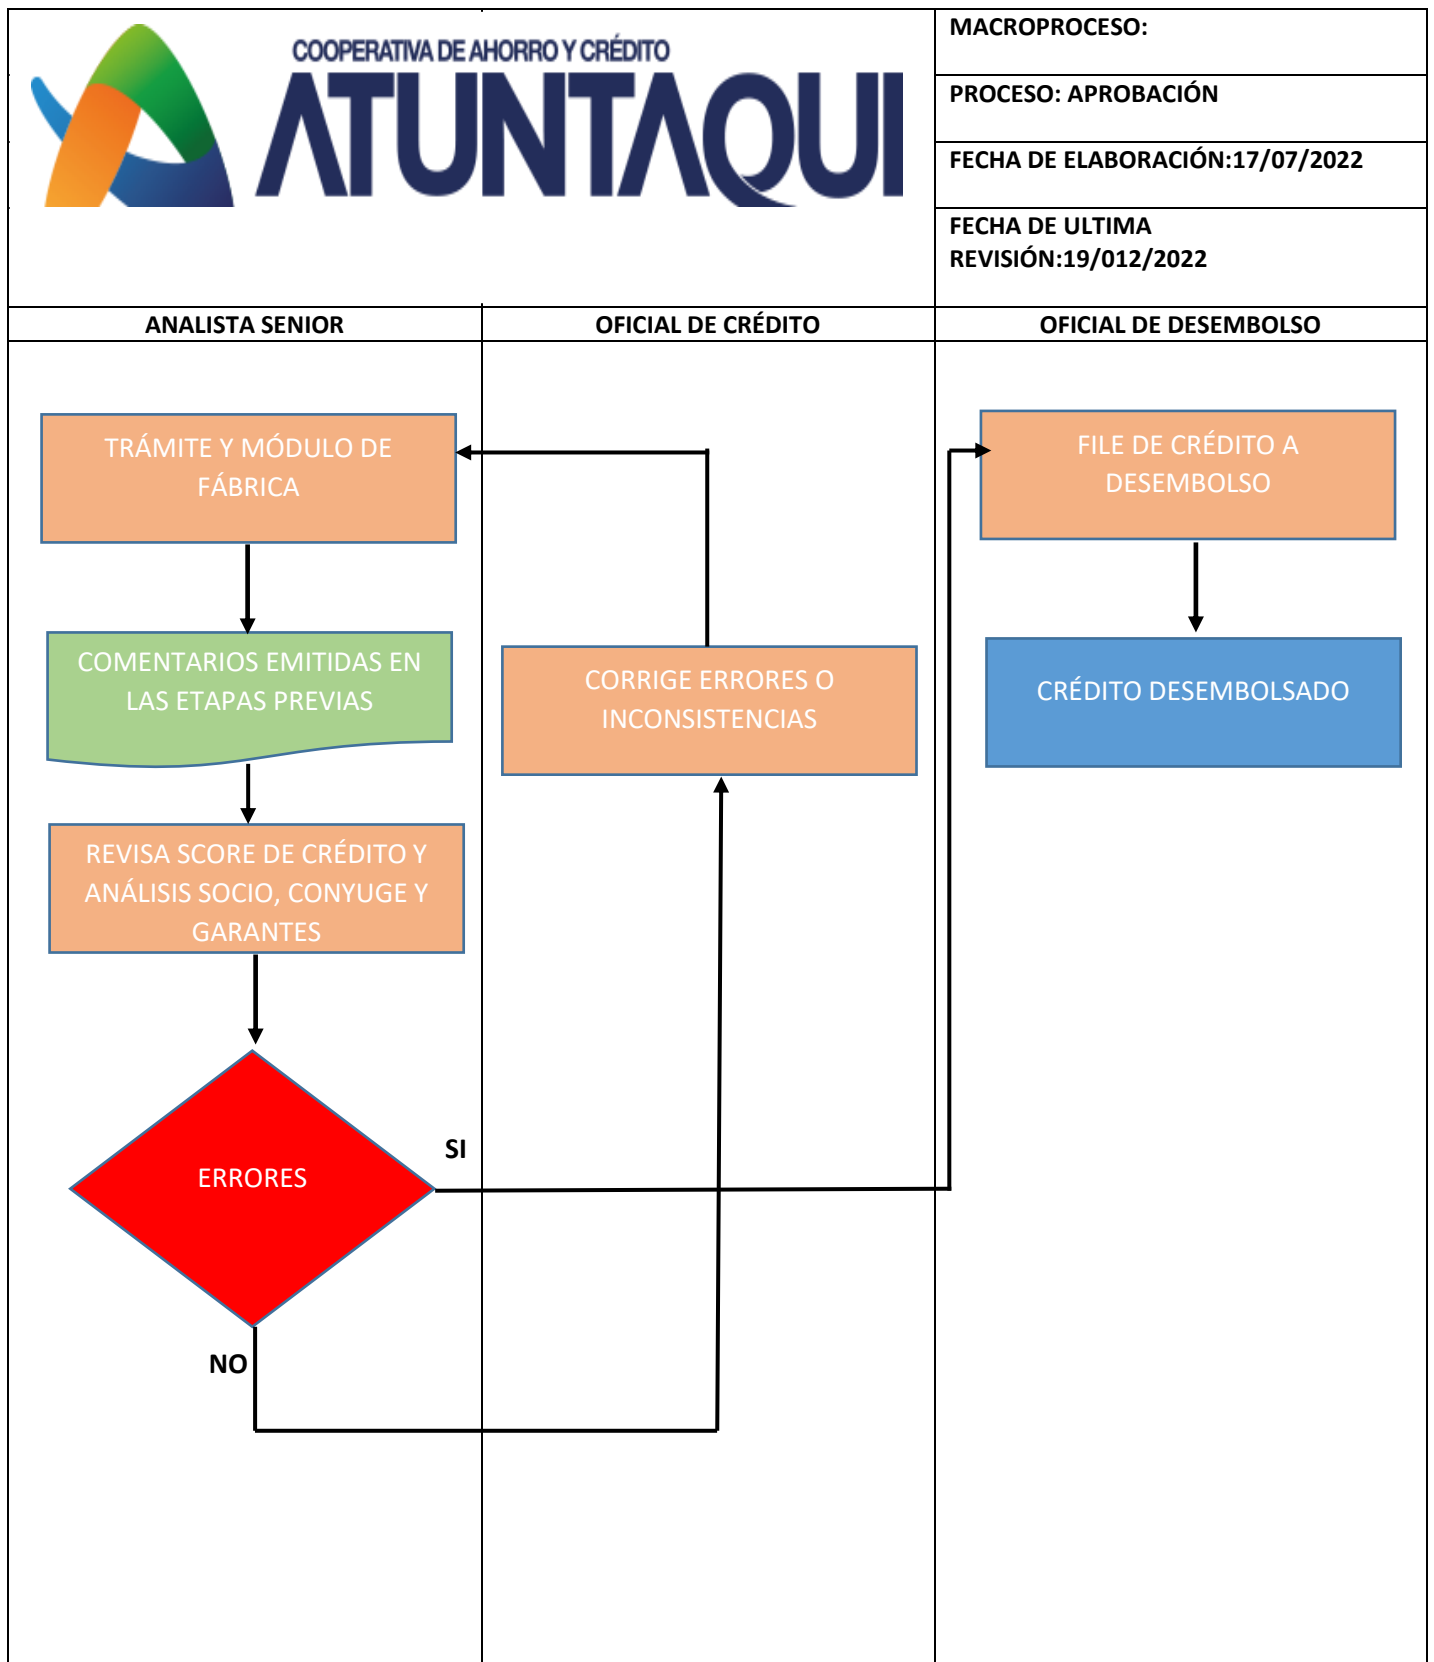 COOPERATIVA DE AHORRO Y CRÉDITO
ATUNTAQUI
MACROPROCESO:
PROCESO: APROBACIÓN
FECHA DE ELABORACIÓN:17/07/2022
FECHA DE ULTIMA
REVISIÓN:19/012/2022
ANALISTA SENIOR
OFICIAL DE CRÉDITO
OFICIAL DE DESEMBOLSO
TRÁMITE Y MÓDULO DE
FÁBRICA
COMENTARIOS EMITIDAS EN
LAS ETAPAS PREVIAS
REVISA SCORE DE CRÉDITO Y
ANÁLISIS SOCIO, CONYUGE Y
GARANTES
ERRORES
SI
NO
CORRIGE ERRORES O
INCONSISTENCIAS
FILE DE CRÉDITO A
DESEMBOLSO
CRÉDITO DESEMBOLSADO